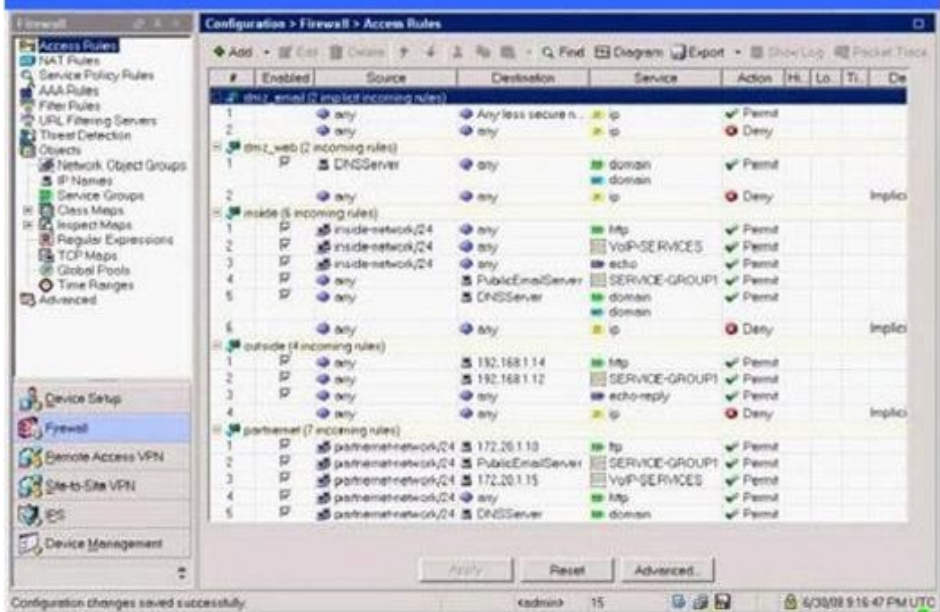 Firewall
Configuration > Firewall > Access Rules
Access Rules
NAT Rules
Service Policy Rules
AAA Rules
Filter Rules
URL Filtering Servers
Threat Detection
Objects
Network Object Groups
IP Names
Service Groups
Class Maps
Inspect Maps
Regular Expressions
TCP Maps
Global Pools
Time Ranges
Advanced
Device Setup
Firewall
Remote Access VPN
Site-to-Site VPN
IPS
Device Management
Add Edit Delete Find Diagram Export Show Log Packet Trace
# Enabled Source Destination Service Action Hi.. Lo.. Ti.. De
dmz_email (2 implicit incoming rules)
1 any Any less secure n... ip Permit
2 any any ip Deny
dmz_web (2 incoming rules)
1 DNSServer any domain Permit
domain
2 any any ip Deny Implici
inside (6 incoming rules)
1 inside-network/24 any http Permit
2 inside-network/24 any VoIP-SERVICES Permit
3 inside-network/24 any echo Permit
4 any PublicEmailServer SERVICE-GROUP1 Permit
5 any DNSServer domain Permit
domain
6 any any ip Deny Implici
outside (4 incoming rules)
1 any 192.168.1.14 http Permit
2 any 192.168.1.12 SERVICE-GROUP1 Permit
3 any any echo-reply Permit
4 any any ip Deny Implici
partnernet (7 incoming rules)
1 partnernet-network/24 172.20.1.10 ftp Permit
2 partnernet-network/24 PublicEmailServer SERVICE-GROUP1 Permit
3 partnernet-network/24 172.20.1.15 VoIP-SERVICES Permit
4 partnernet-network/24 any http Permit
5 partnernet-network/24 DNSServer domain Permit
Apply Reset Advanced...
Configuration changes saved successfully. <admin> 15 6/30/08 9:16:47 PM UTC